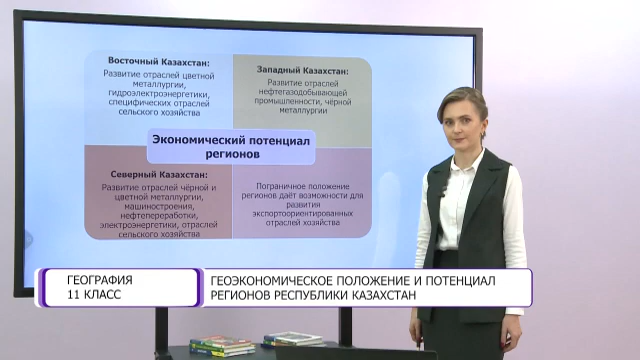 Восточный Казахстан:
Развитие отраслей цветной
металлургии,
гидроэлектроэнергетики,
специфических отраслей
сельского хозяйства
Западный Казахстан:
Развитие отраслей
нефтегазодобывающей
промышленности, чёрной
металлургии
Экономический потенциал
регионов
Северный Казахстан:
Развитие отраслей чёрной и
цветной металлургии,
машиностроения,
нефтепереработки,
электроэнергетики, отраслей
сельского хозяйства
Пограничное положение
регионов даёт возможности для
развития
экспортоориентированных
отраслей хозяйства
ГЕОГРАФИЯ
11 КЛАСС
ГЕОЭКОНОМИЧЕСКОЕ ПОЛОЖЕНИЕ И ПОТЕНЦИАЛ
РЕГИОНОВ РЕСПУБЛИКИ КАЗАХСТАН